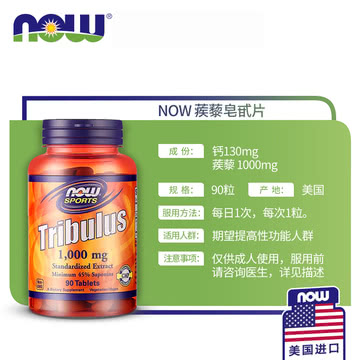 now
NOW 蒺藜皂甙片
成 份: 钙130mg
蒺藜 1000mg
规 格: 90粒 产 地: 美国
服用方法: 每日1次，每次1粒。
适用人群: 期望提高性功能人群
注意事项: 仅供成人使用，服用前
请咨询医生，详见描述
now
SPORTS
Tribulus
1,000 mg
Standardized Extract
Minimum 45% Saponins
90 Tablets
A Dietary Supplement Vegetarian/Vegan
now
美国进口